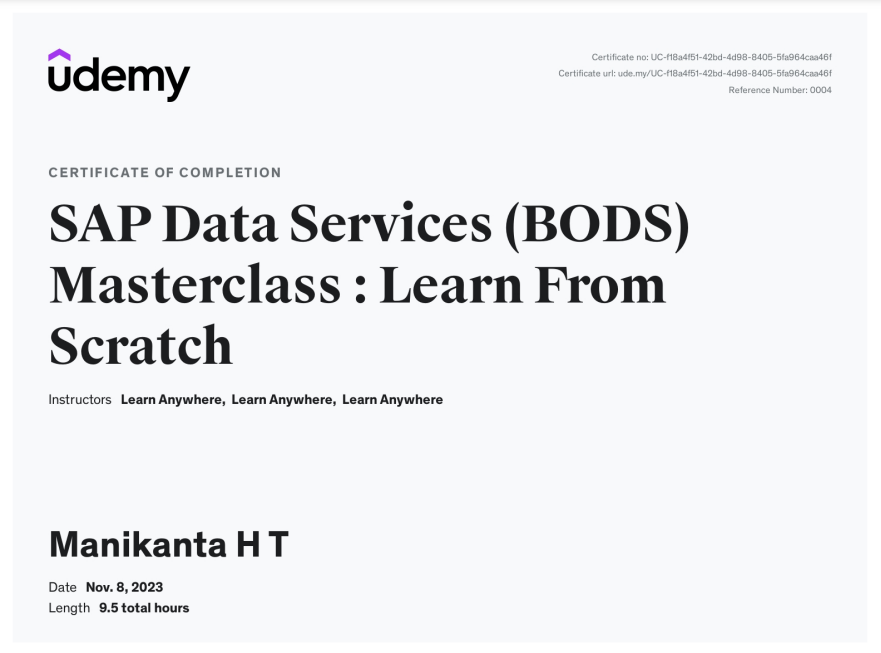 udemy
Certificate no: UC-f18a4f51-42bd-4d98-8405-5fa964caa46f
Certificate url: ude.my/UC-f18a4f51-42bd-4d98-8405-5fa964caa46f
Reference Number: 0004
CERTIFICATE OF COMPLETION
SAP Data Services (BODS)
Masterclass : Learn From
Scratch
Instructors Learn Anywhere, Learn Anywhere, Learn Anywhere
Manikanta H T
Date Nov. 8, 2023
Length 9.5 total hours